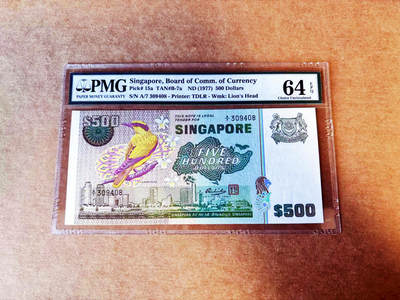 PMG
PAPER MONEY GUARANTY
Singapore, Board of Comm. of Currency
Pick# 15a TAN#B-7a ND (1977) 500 Dollars
S/N A/7 309408 - Printer: TDLR - Wmk: Lion's Head
64 EPQ
Choice Uncirculated
THIS NOTE IS LEGAL
TENDER FOR
$500
A/7 309408
SINGAPORE
FIVE
HUNDRED
DOLLARS
A/7 309408
$500